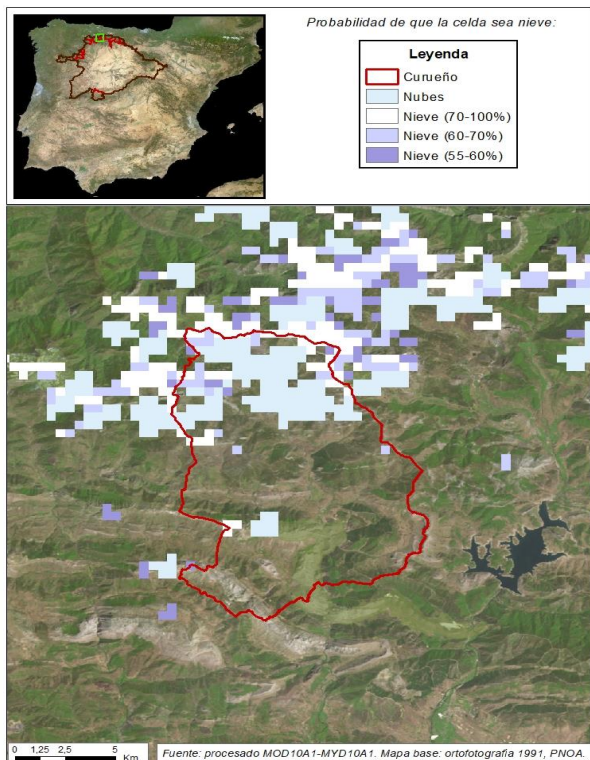 Probabilidad de que la celda sea nieve:
Leyenda
Curueño
Nubes
Nieve (70-100%)
Nieve (60-70%)
Nieve (55-60%)
0 1,25 2,5 5
Km
Fuente: procesado MOD10A1-MYD10A1. Mapa base: ortofotografía 1991, PNOA.